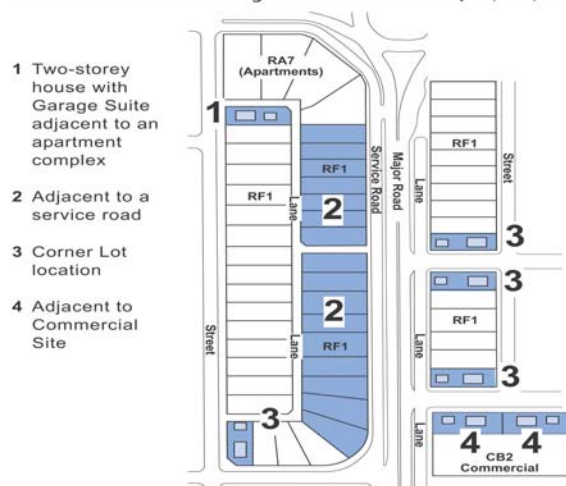 1 Two-storey
house with
Garage Suite
adjacent to an
apartment
complex
2 Adjacent to a
service road
3 Corner Lot
location
4 Adjacent to
Commercial
Site
RA7
(Apartments)
1
RF1
RF1
2
Lane
Service Road
Major Road
Lane
RF1
Street
3
2
RF1
Lane
Street
3
3
RF1
Lane
3
Lane
4
4
CB2
Commercial